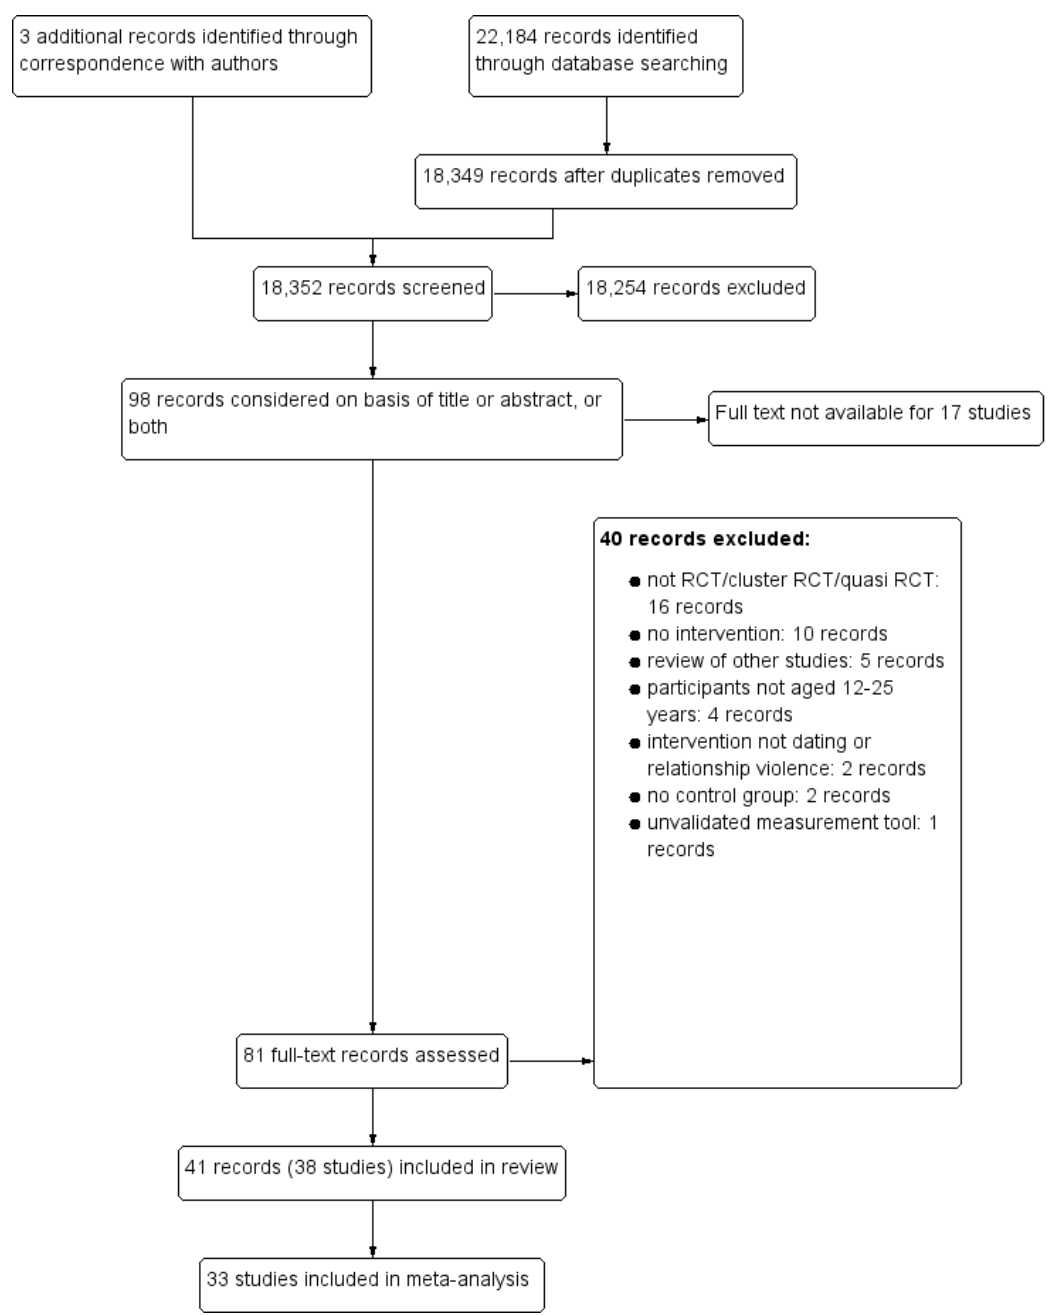 3 additional records identified through
correspondence with authors
22,184 records identified
through database searching
18,349 records after duplicates removed
18,352 records screened
18,254 records excluded
98 records considered on basis of title or abstract, or
both
Full text not available for 17 studies
40 records excluded:
● not RCT/cluster RCT/quasi RCT:
16 records
● no intervention: 10 records
● review of other studies: 5 records
● participants not aged 12-25
years: 4 records
● intervention not dating or
relationship violence: 2 records
● no control group: 2 records
● unvalidated measurement tool: 1
records
81 full-text records assessed
41 records (38 studies) included in review
33 studies included in meta-analysis